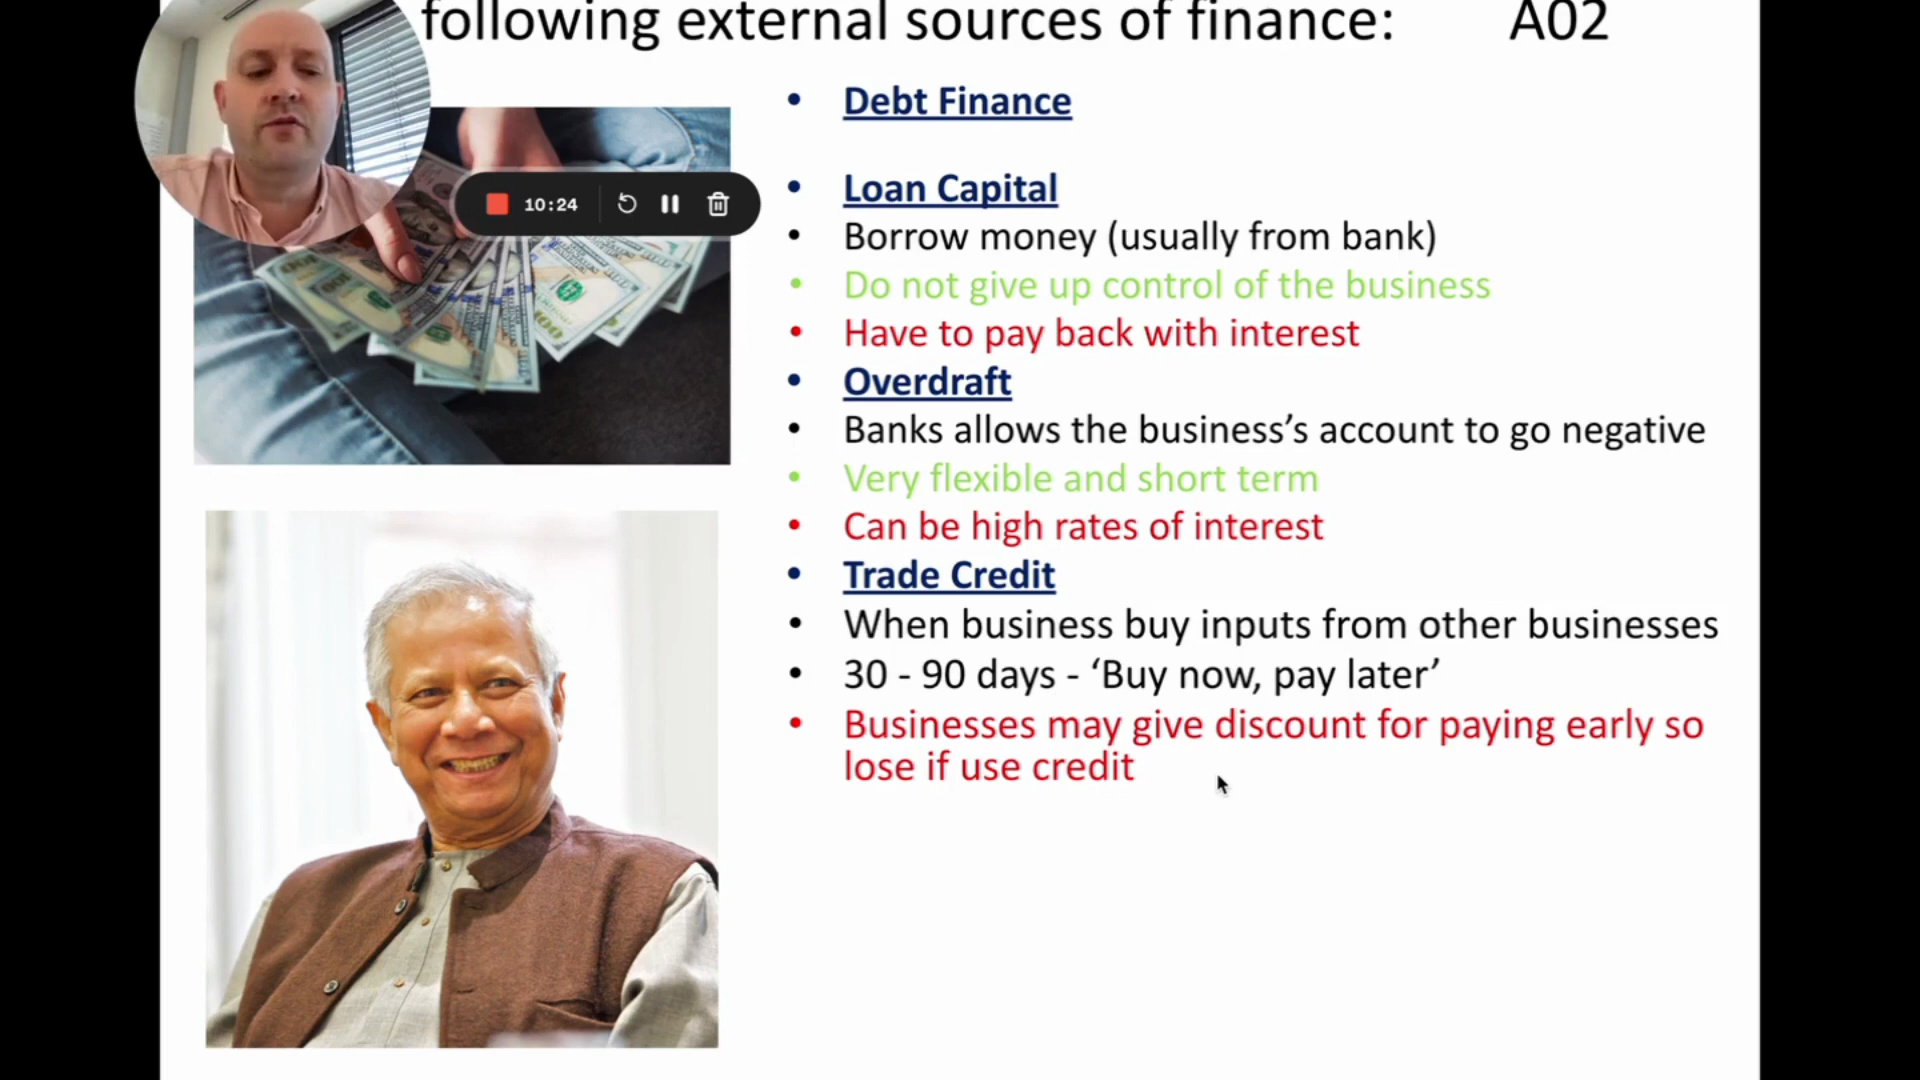 following external sources of finance: A02
• Debt Finance
• Loan Capital
10:24
• Borrow money (usually from bank)
• Do not give up control of the business
• Have to pay back with interest
• Overdraft
• Banks allows the business’s account to go negative
• Very flexible and short term
• Can be high rates of interest
• Trade Credit
• When business buy inputs from other businesses
• 30 - 90 days - ‘Buy now, pay later’
• Businesses may give discount for paying early so
lose if use credit